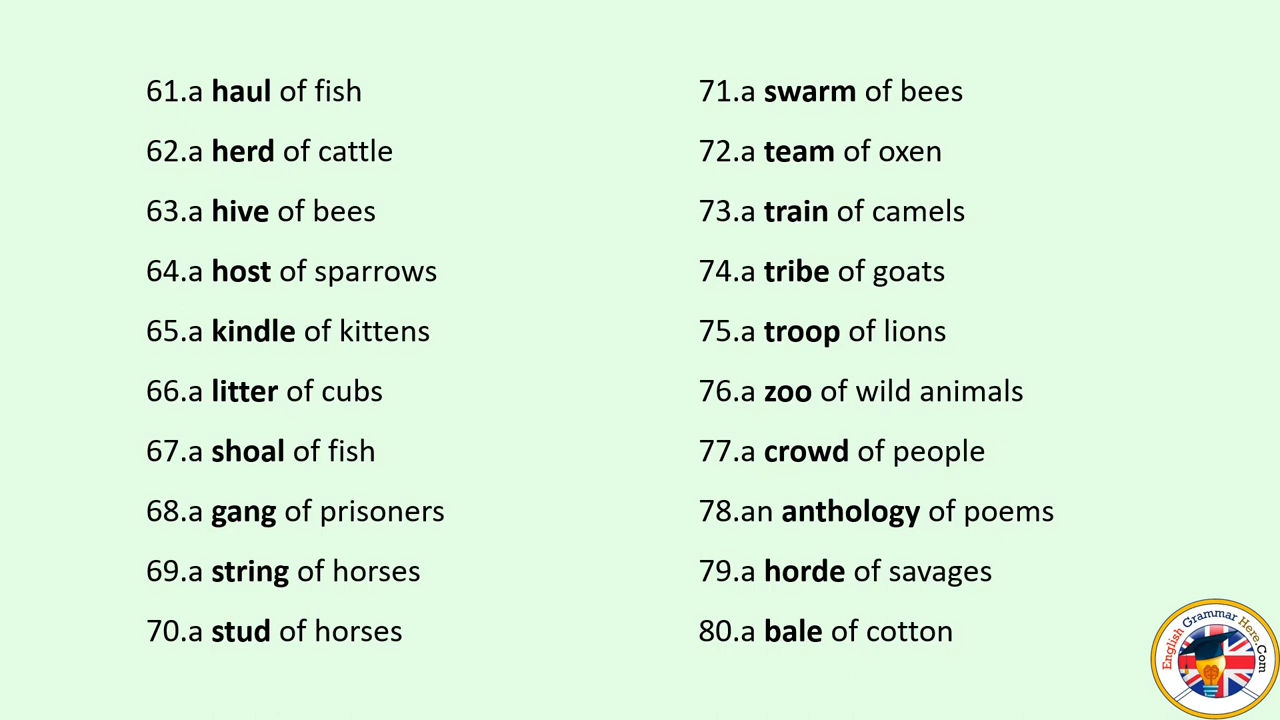 61.a haul of fish
62.a herd of cattle
63.a hive of bees
64.a host of sparrows
65.a kindle of kittens
66.a litter of cubs
67.a shoal of fish
68.a gang of prisoners
69.a string of horses
70.a stud of horses
71.a swarm of bees
72.a team of oxen
73.a train of camels
74.a tribe of goats
75.a troop of lions
76.a zoo of wild animals
77.a crowd of people
78.an anthology of poems
79.a horde of savages
80.a bale of cotton
English Grammar Here.Com